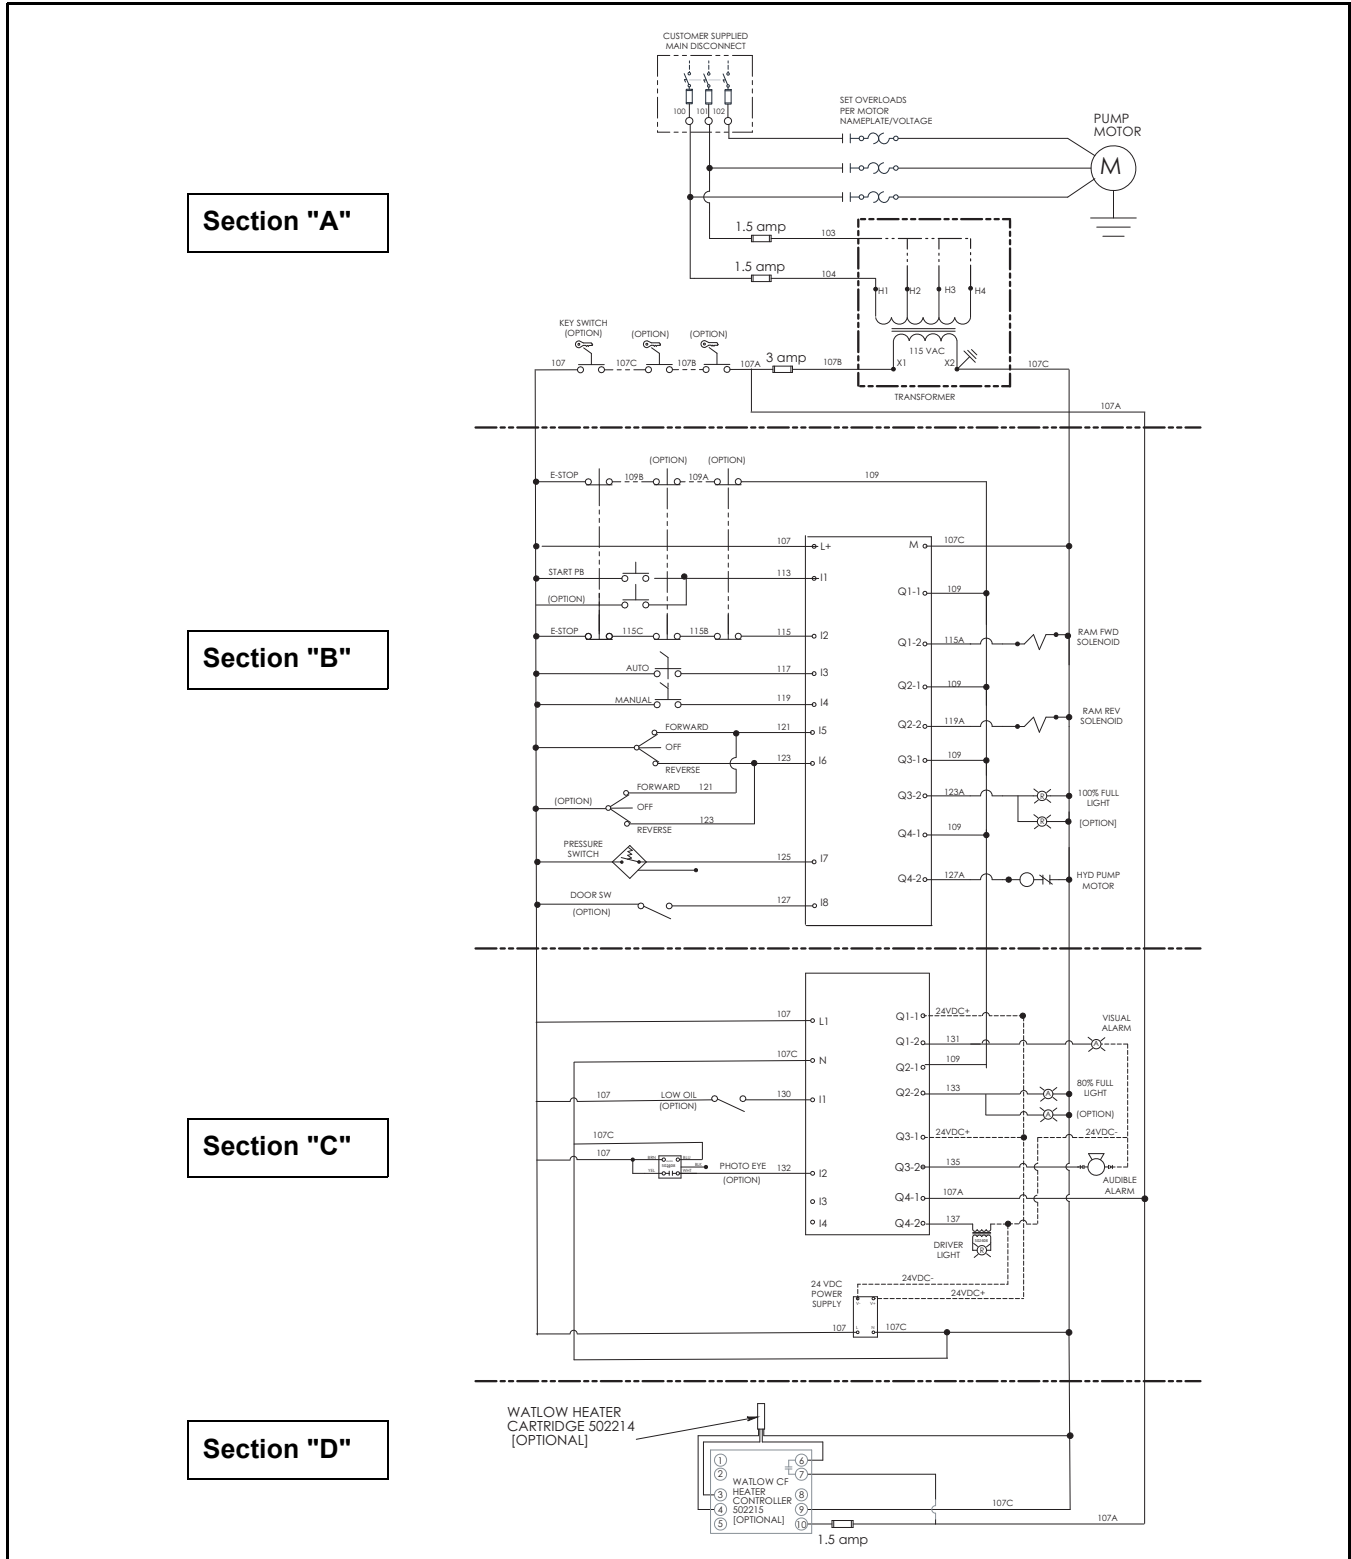 CUSTOMER SUPPLIED
MAIN DISCONNECT
100
101
102
SET OVERLOADS
PER MOTOR
NAMEPLATE/VOLTAGE
PUMP
MOTOR
M
Section "A"
1.5 amp
103
1.5 amp
104
H1
H2
H3
H4
115 VAC
X1
X2
TRANSFORMER
KEY SWITCH
(OPTION)
(OPTION)
(OPTION)
107
107C
107B
107A
3 amp
107B
107C
107A
(OPTION)
(OPTION)
E-STOP
109B
109A
109
107
L+
M
107C
START PB
113
I1
(OPTION)
Q1-1
109
Section "B"
E-STOP
115C
115B
115
I2
Q1-2
115A
RAM FWD
SOLENOID
AUTO
117
I3
Q2-1
109
MANUAL
119
I4
Q2-2
119A
RAM REV
SOLENOID
FORWARD
121
I5
OFF
REVERSE
123
I6
Q3-1
109
FORWARD
121
(OPTION)
OFF
REVERSE
123
Q3-2
123A
R
100% FULL
LIGHT
R
[OPTION]
Q4-1
109
PRESSURE
SWITCH
125
I7
Q4-2
127A
HYD PUMP
MOTOR
DOOR SW
(OPTION)
127
I8
107
L1
Q1-1
24VDC+
VISUAL
ALARM
Q1-2
131
A
107C
N
Q2-1
109
107
LOW OIL
(OPTION)
130
I1
Q2-2
133
A
80% FULL
LIGHT
A
(OPTION)
Section "C"
107C
Q3-1
24VDC+
24VDC-
107
BRN
BLU
BLK
YEL
WHT
PHOTO EYE
(OPTION)
132
I2
Q3-2
135
AUDIBLE
ALARM
I3
Q4-1
107A
I4
Q4-2
137
DRIVER
LIGHT
R
24 VDC
POWER
SUPPLY
24VDC-
24VDC+
V-
V+
107
L
N
107C
Section "D"
WATLOW HEATER
CARTRIDGE 502214
[OPTIONAL]
1
2
3
4
5
WATLOW CF
HEATER
CONTROLLER
502215
[OPTIONAL]
6
7
8
9
10
107C
107A
1.5 amp